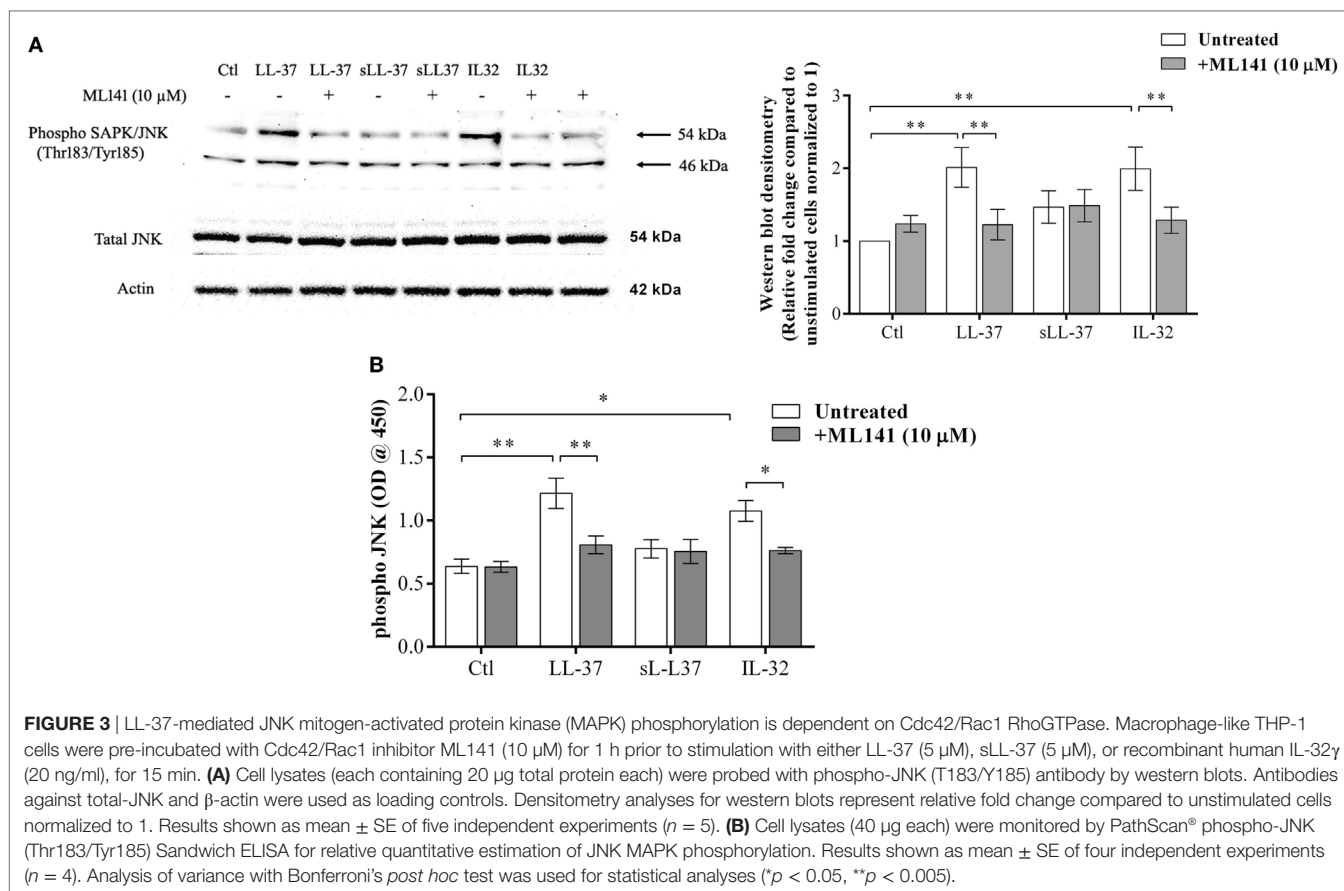 A
Ctl LL-37 LL-37 sLL-37 sLL37 IL32 IL32
ML141 (10 µM) - - + - + - + +
Phospho SAPK/JNK
(Thr183/Tyr185)
54 kDa
46 kDa
Tatal JNK
54 kDa
Actin
42 kDa
Untreated
+ML141 (10 µM)
Western blot densitometry
(Relative fold change compared to
unstimulated cells normalized to 1)
3
2
1
0
** ** ** **
Ctl LL-37 sLL-37 IL-32
B
phospho JNK (OD @ 450)
2.0
1.5
1.0
0.5
0.0
* ** ** *
Untreated
+ML141 (10 µM)
Ctl LL-37 sL-L37 IL-32
FIGURE 3 | LL-37-mediated JNK mitogen-activated protein kinase (MAPK) phosphorylation is dependent on Cdc42/Rac1 RhoGTPase. Macrophage-like THP-1
cells were pre-incubated with Cdc42/Rac1 inhibitor ML141 (10 µM) for 1 h prior to stimulation with either LL-37 (5 µM), sLL-37 (5 µM), or recombinant human IL-32γ
(20 ng/ml), for 15 min. (A) Cell lysates (each containing 20 µg total protein each) were probed with phospho-JNK (T183/Y185) antibody by western blots. Antibodies
against total-JNK and β-actin were used as loading controls. Densitometry analyses for western blots represent relative fold change compared to unstimulated cells
normalized to 1. Results shown as mean ± SE of five independent experiments (n = 5). (B) Cell lysates (40 µg each) were monitored by PathScan® phospho-JNK
(Thr183/Tyr185) Sandwich ELISA for relative quantitative estimation of JNK MAPK phosphorylation. Results shown as mean ± SE of four independent experiments
(n = 4). Analysis of variance with Bonferroni's post hoc test was used for statistical analyses (*p < 0.05, **p < 0.005).